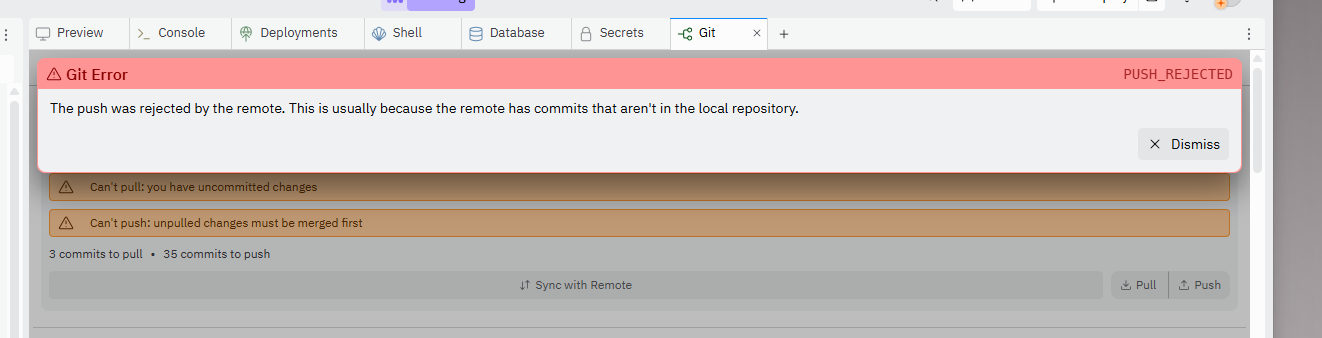 Preview
Console
Deployments
Shell
Database
Secrets
Git
Git Error
PUSH_REJECTED
The push was rejected by the remote. This is usually because the remote has commits that aren't in the local repository.
Dismiss
Can't pull: you have uncommitted changes
Can't push: unpulled changes must be merged first
3 commits to pull • 35 commits to push
Sync with Remote
Pull
Push